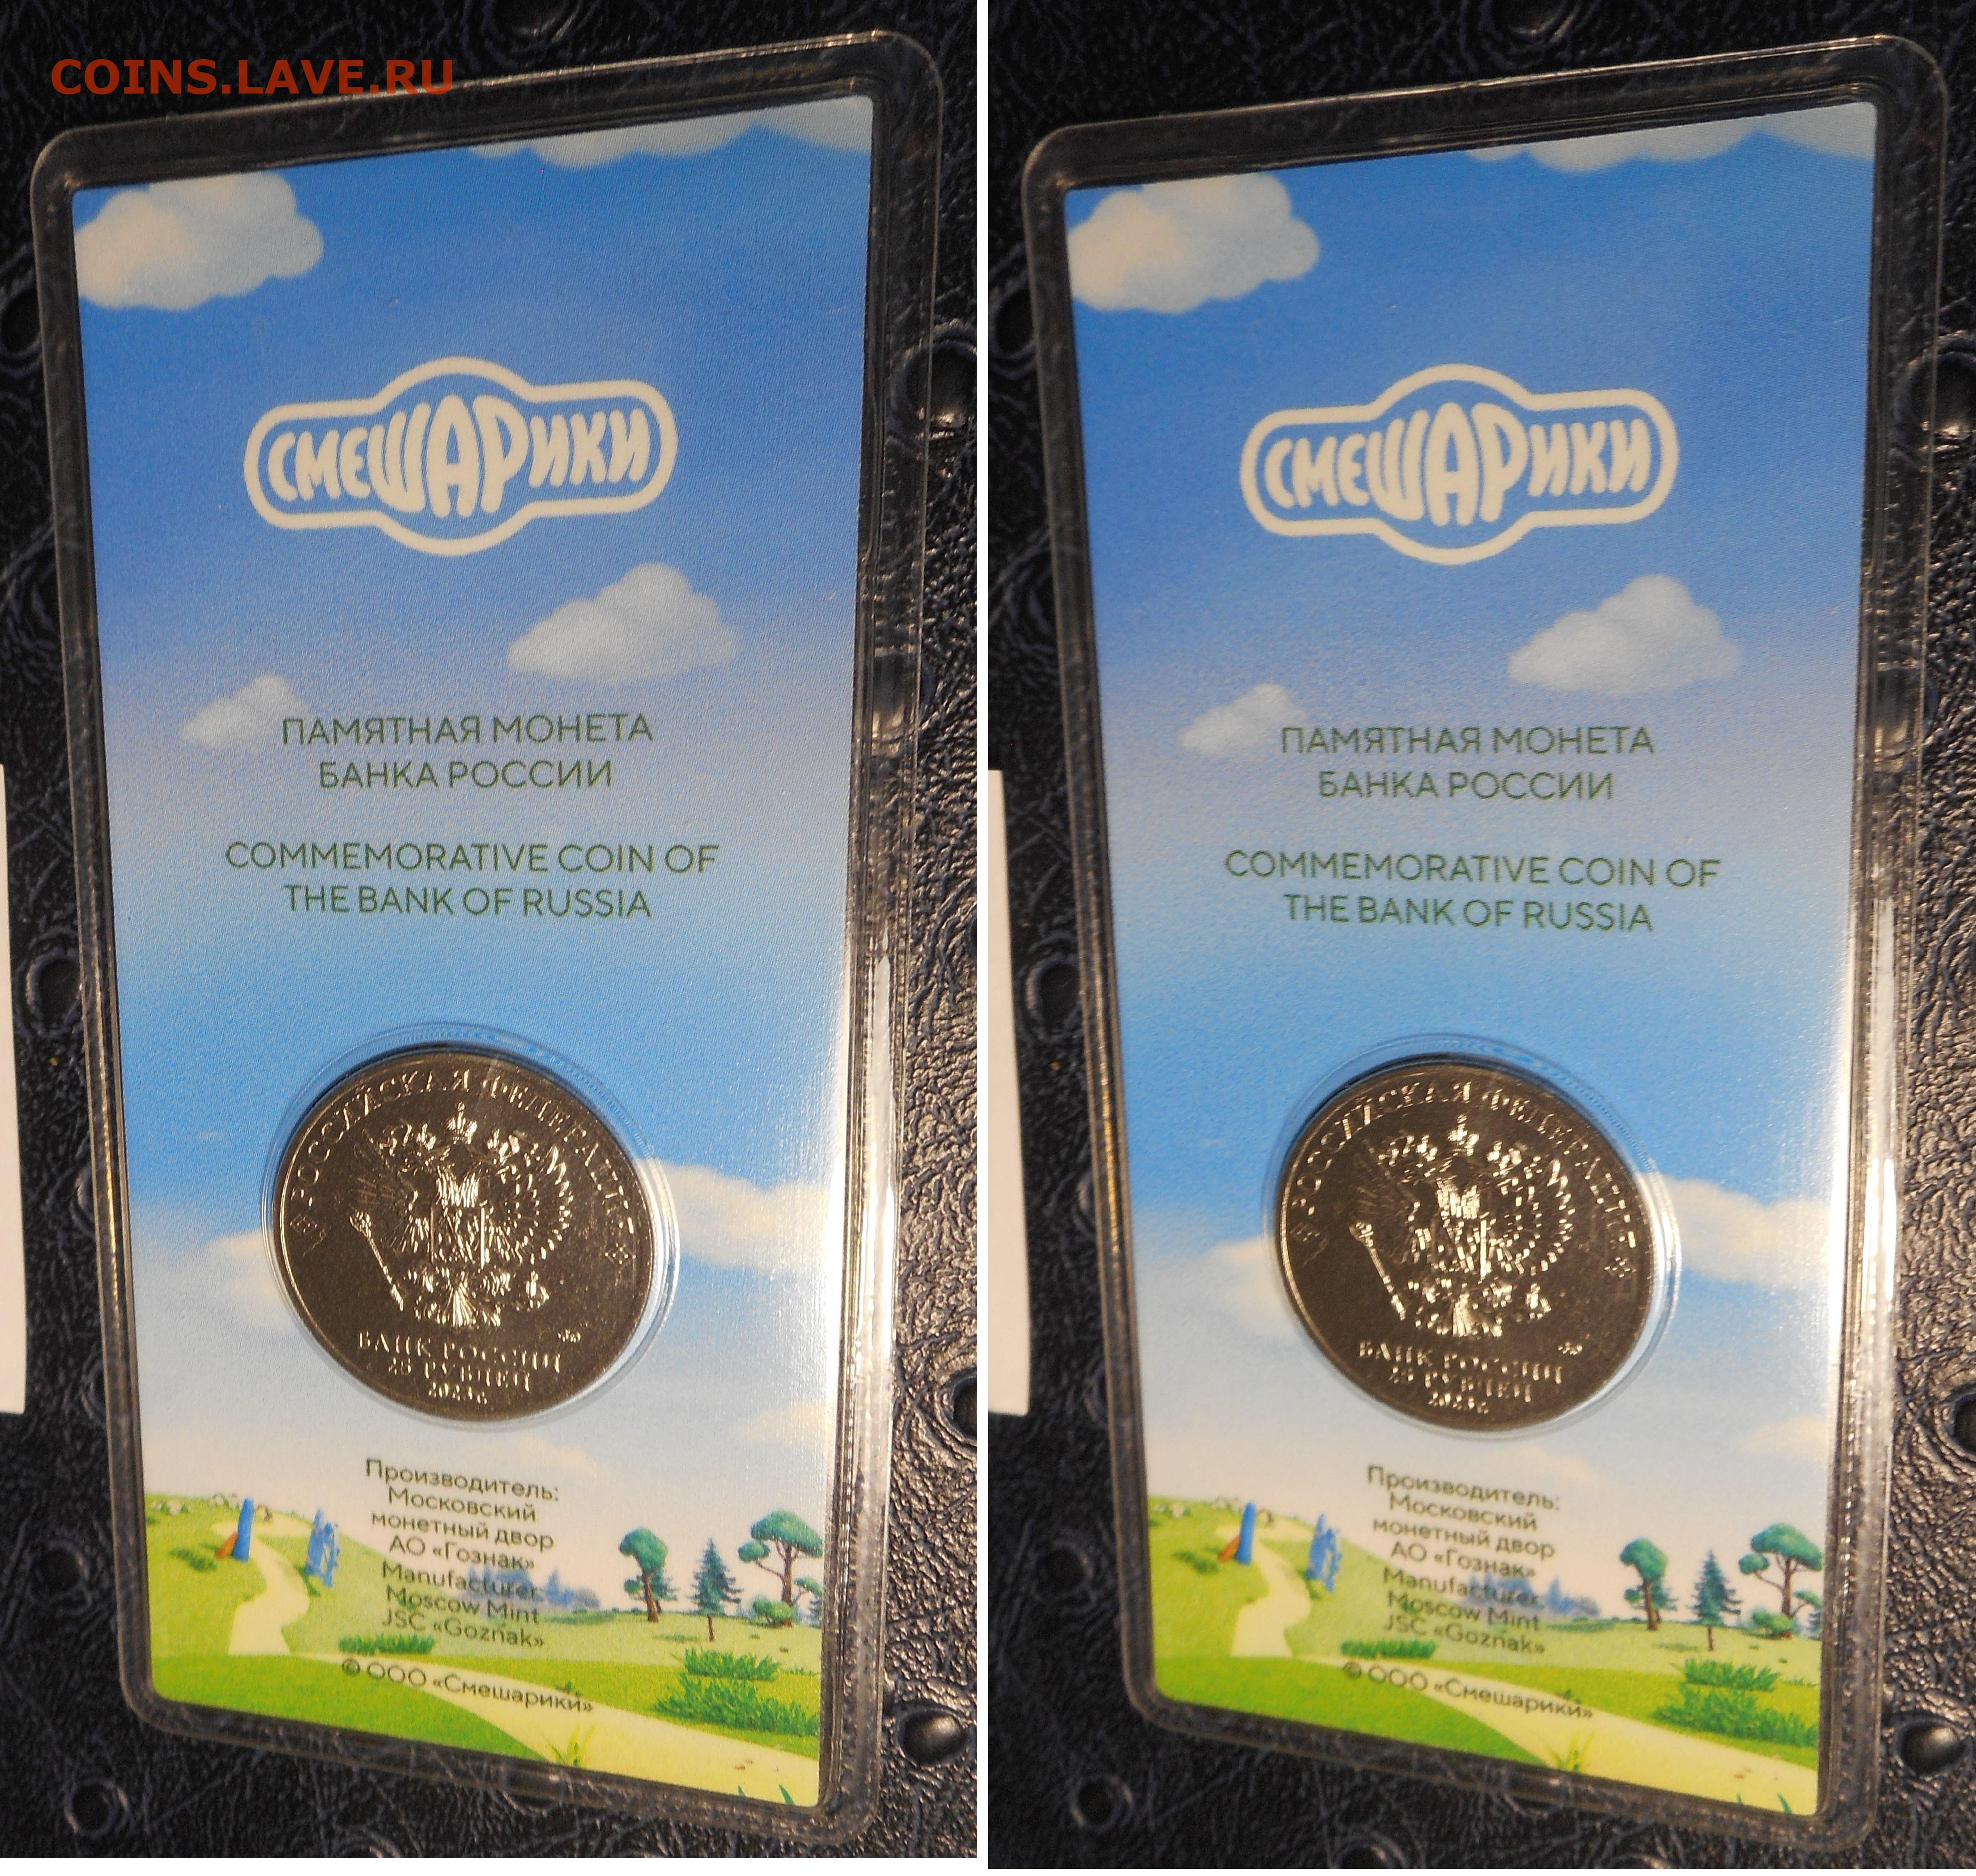 COINS.LAVE.RU
СМЕШАРИКИ
ПАМЯТНАЯ МОНЕТА
БАНКА РОССИИ
COMMEMORATIVE COIN OF
THE BANK OF RUSSIA
РОССИЙСКАЯ ФЕДЕРАЦИЯ
БАНК РОССИИ
25 РУБЛЕЙ
2023г.
Производитель:
Московский
монетный двор
АО «Гознак»
Manufacturer:
Moscow Mint
JSC «Goznak»
© ООО «Смешарики»
СМЕШАРИКИ
ПАМЯТНАЯ МОНЕТА
БАНКА РОССИИ
COMMEMORATIVE COIN OF
THE BANK OF RUSSIA
РОССИЙСКАЯ ФЕДЕРАЦИЯ
БАНК РОССИИ
25 РУБЛЕЙ
2023г.
Производитель:
Московский
монетный двор
АО «Гознак»
Manufacturer:
Moscow Mint
JSC «Goznak»
© ООО «Смешарики»